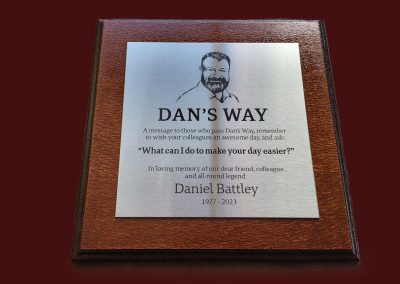 DAN'S WAY
A message to those who pass Dan's Way, remember
to wish your colleagues an awesome day, and ask:
"What can I do to make your day easier?"
In loving memory of our dear friend, colleague
and all-round legend
Daniel Battley
1977 - 2023